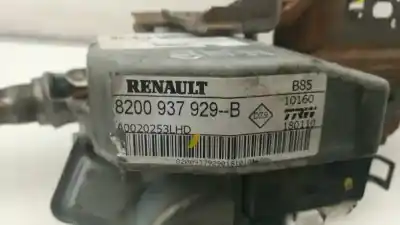 RENAULT B85
8200 937 929--B 10160
A0020253LHD TRW
180110